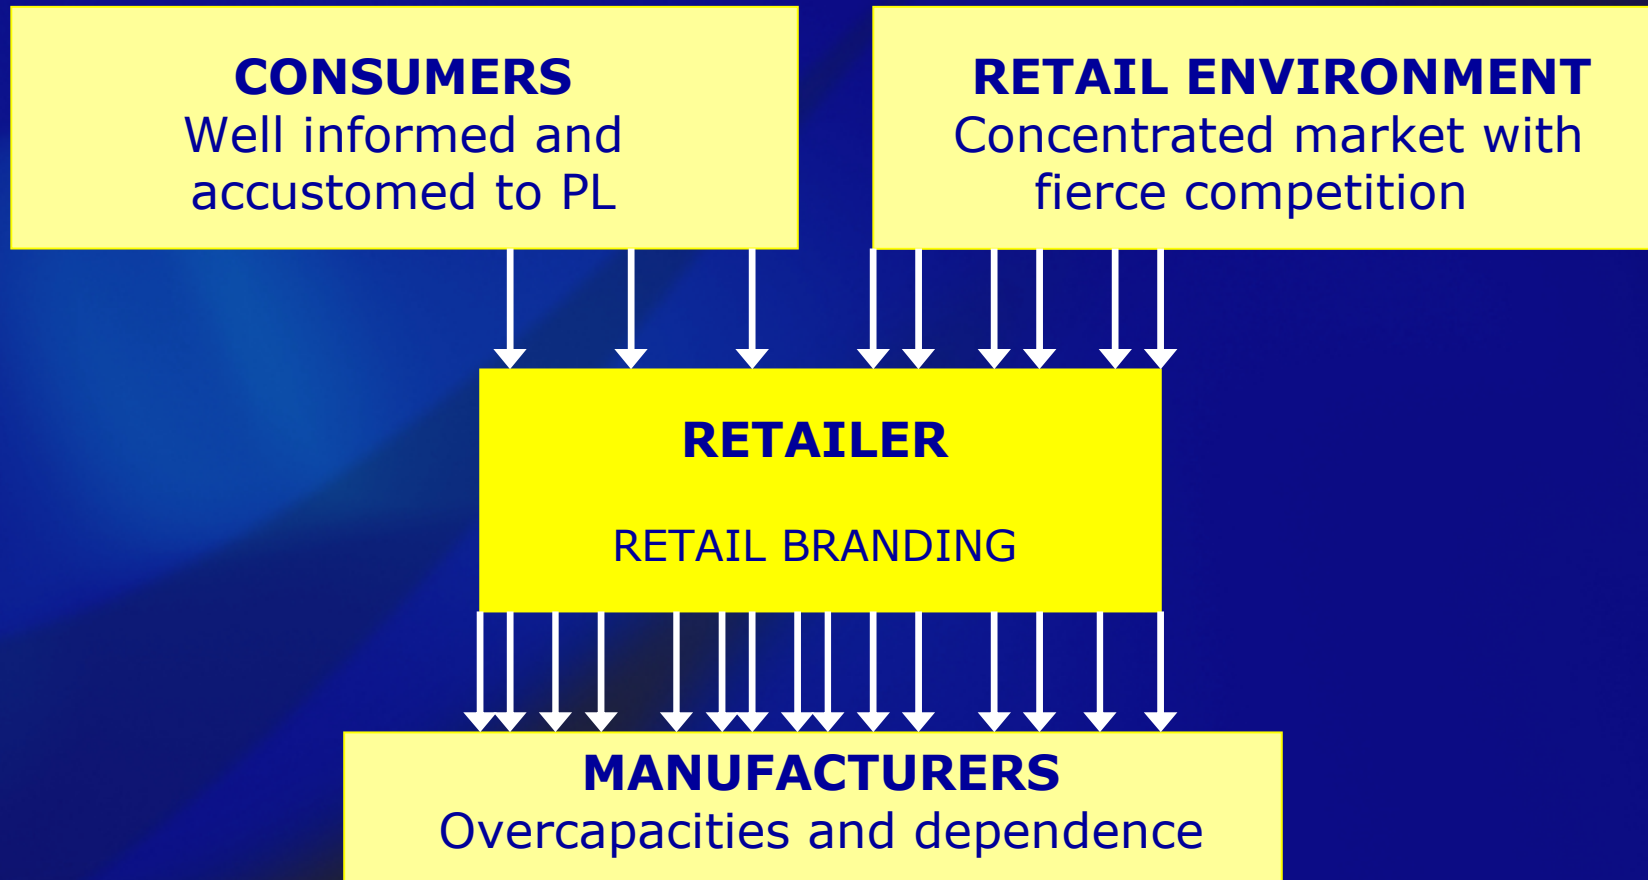 CONSUMERS
Well informed and
accustomed to PL
RETAIL ENVIRONMENT
Concentrated market with
fierce competition
RETAILER
RETAIL BRANDING
MANUFACTURERS
Overcapacities and dependence